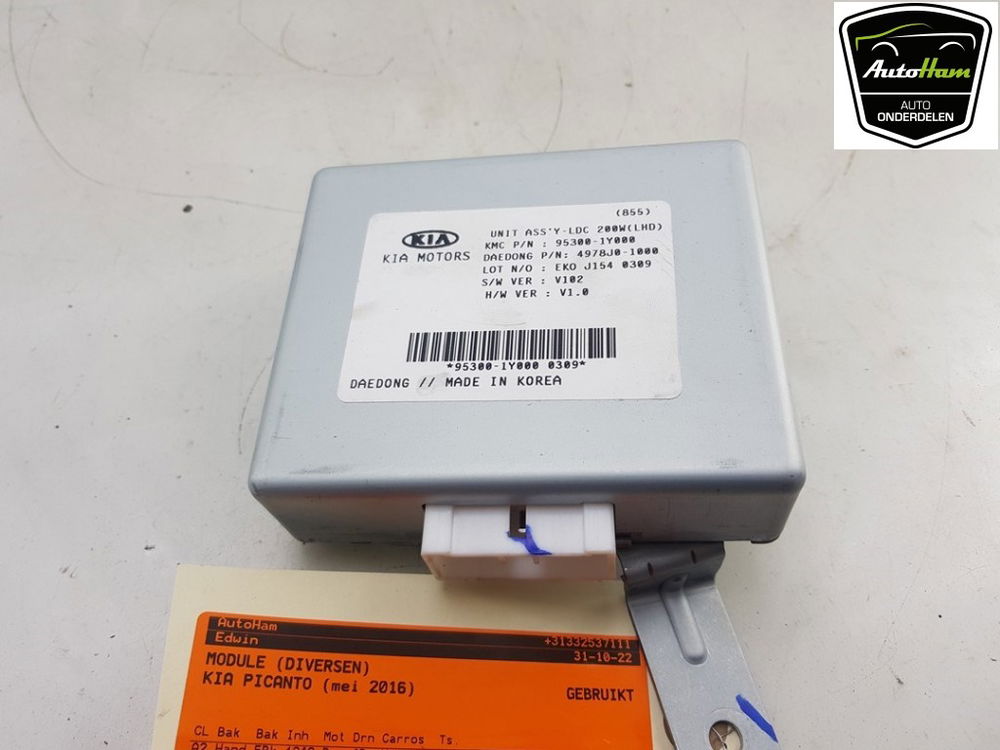 AutoHam
AUTO
ONDERDELEN
(855)
KIA
KIA MOTORS
UNIT ASS'Y-LDC 200W(LHD)
KMC P/N : 95300-1Y000
DAEDONG P/N: 4978J0-1000
LOT N/O : EKO J154 0309
S/W VER : V102
H/W VER : V1.0
*95300-1Y000 0309*
DAEDONG // MADE IN KOREA
AutoHam
Edwin
+31332537111
31-10-22
MODULE (DIVERSEN)
KIA PICANTO (mei 2016)
GEBRUIKT
CL Bak Bak Inh Mot Drn Carros Ts.